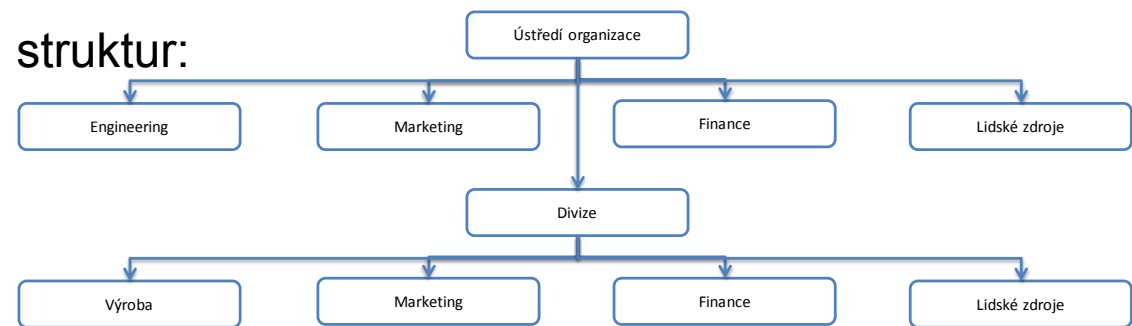 struktur:
Ústředí organizace
Engineering
Marketing
Finance
Lidské zdroje
Divize
Výroba
Marketing
Finance
Lidské zdroje